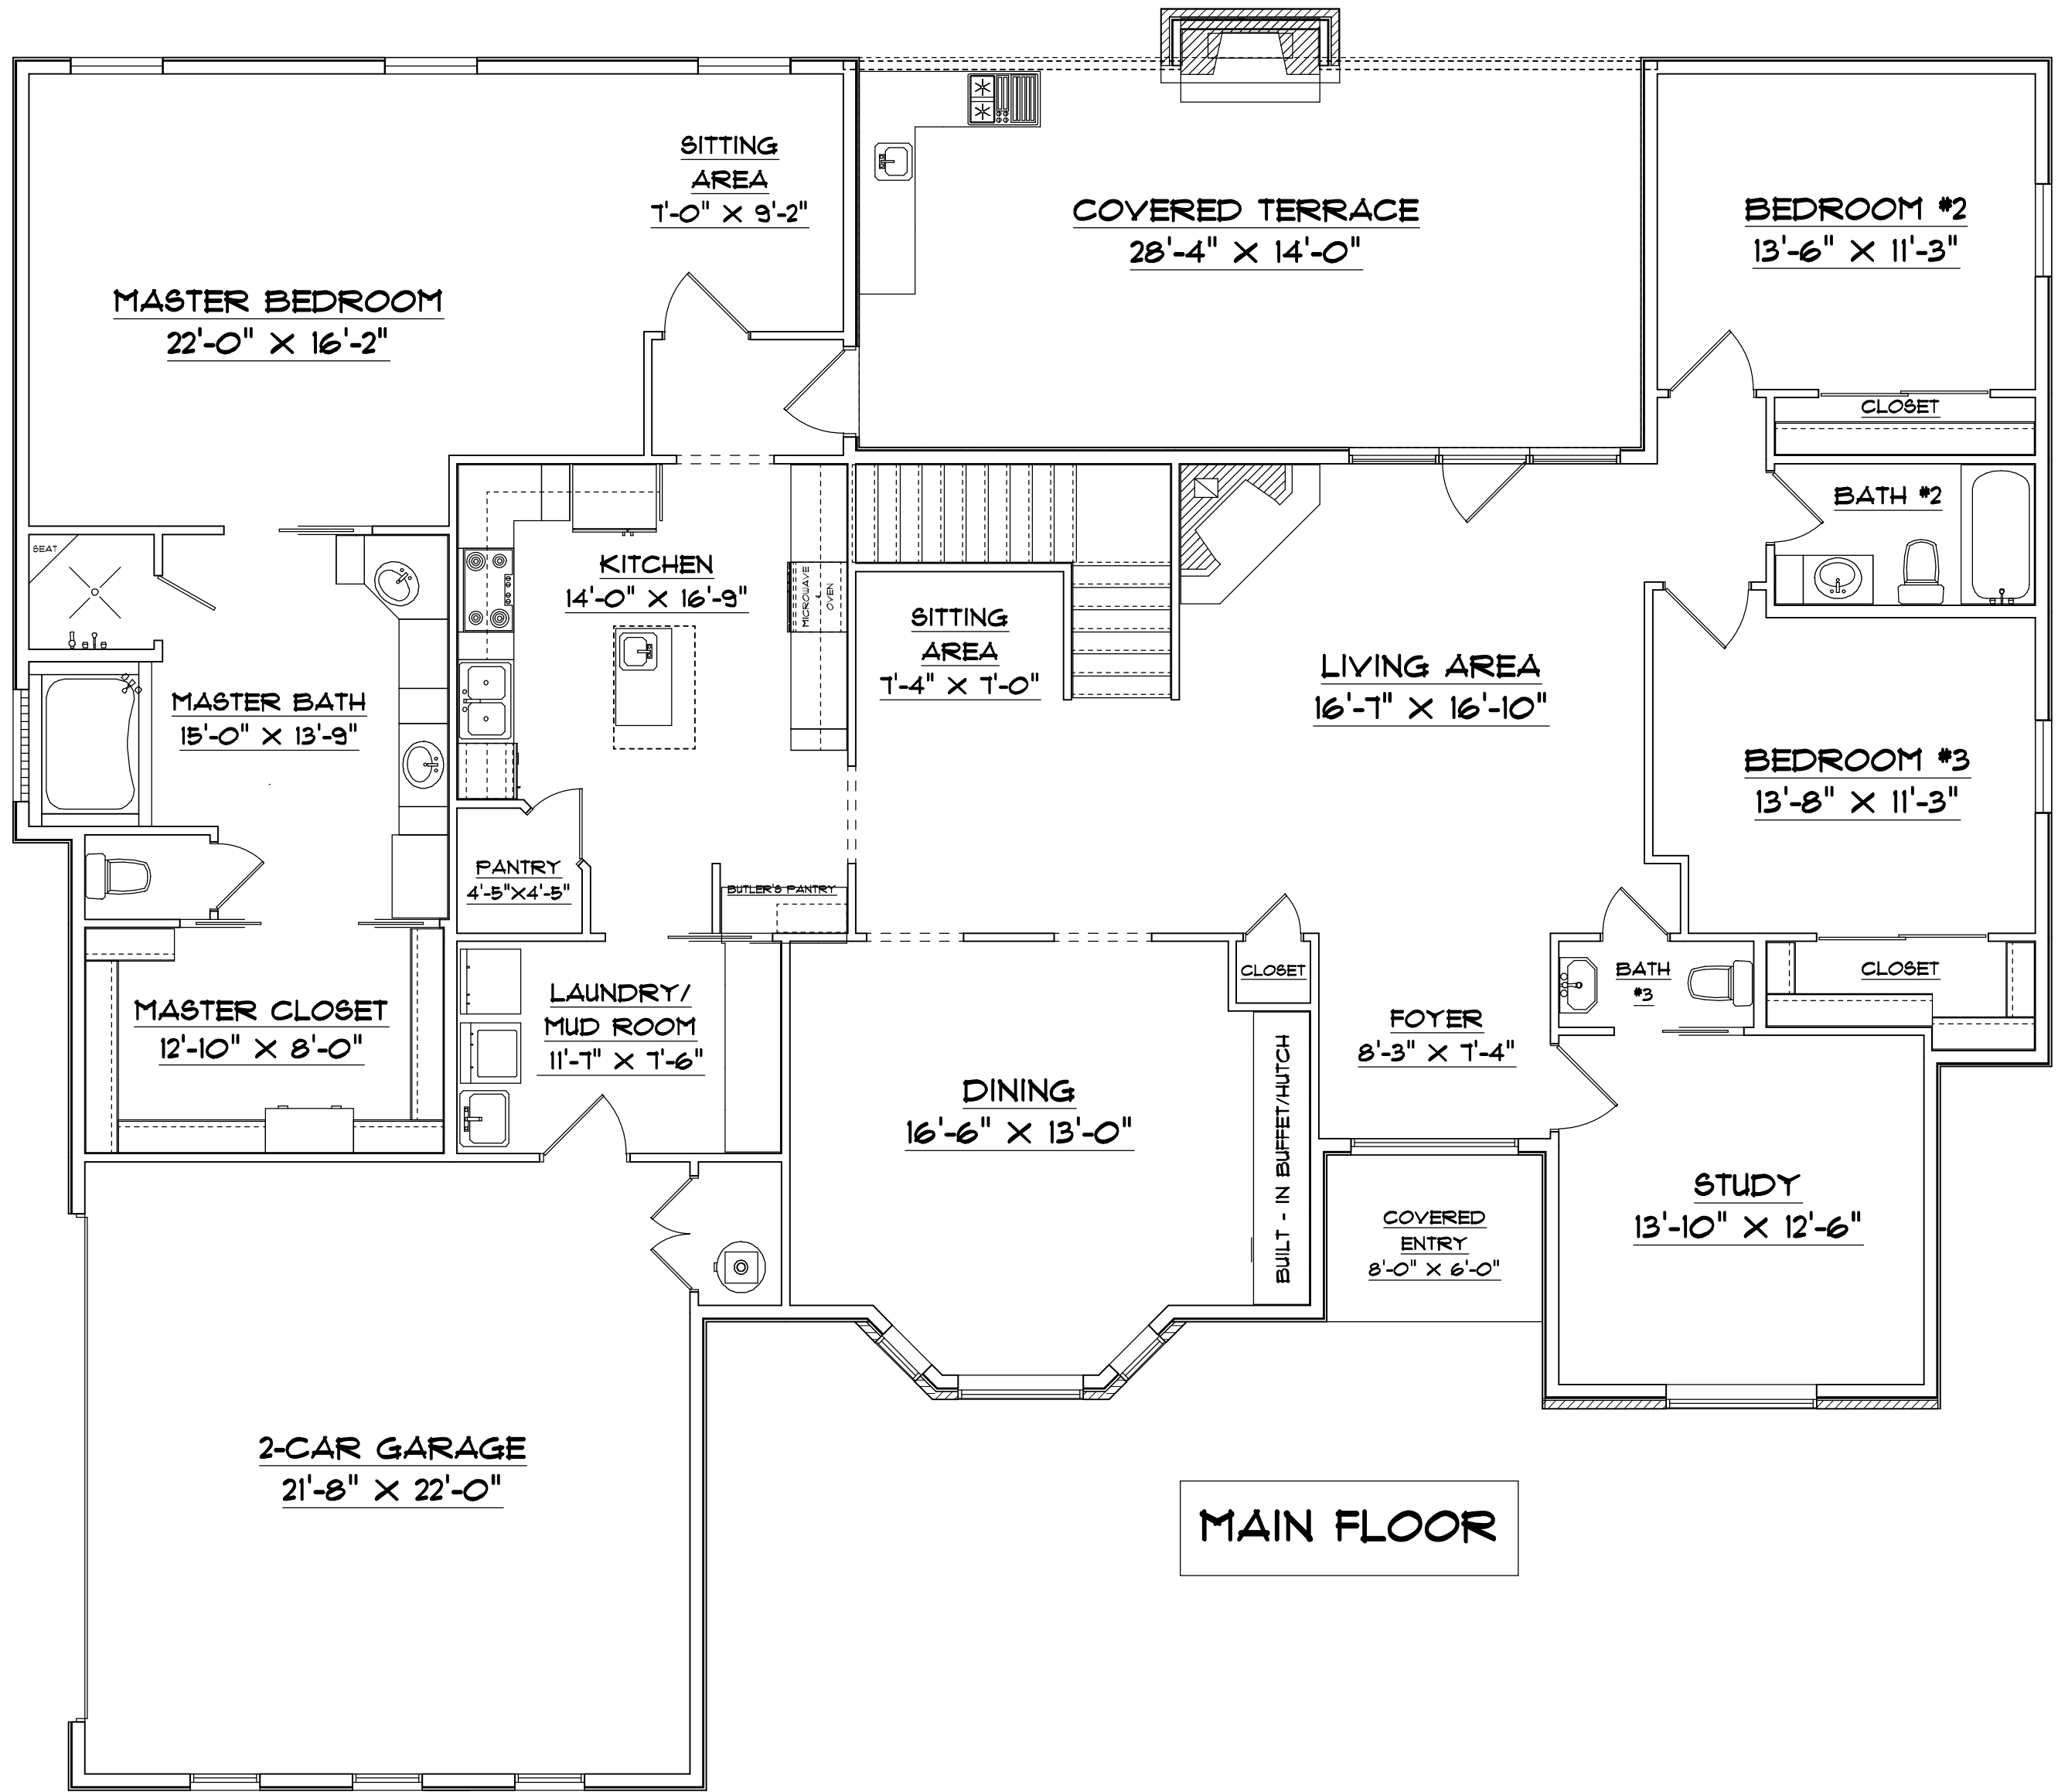 SITTING
AREA
7'-0" X 9'-2"
MASTER BEDROOM
22'-0" X 16'-2"
COVERED TERRACE
28'-4" X 14'-0"
BEDROOM #2
13'-6" X 11'-3"
CLOSET
BATH #2
SEAT
MASTER BATH
15'-0" X 13'-9"
KITCHEN
14'-0" X 16'-9"
MICROWAVE
OVEN
SITTING
AREA
7'-4" X 7'-0"
LIVING AREA
16'-7" X 16'-10"
BEDROOM #3
13'-8" X 11'-3"
PANTRY
4'-5"X4'-5"
BUTLER'S PANTRY
MASTER CLOSET
12'-10" X 8'-0"
LAUNDRY/
MUD ROOM
11'-7" X 7'-6"
CLOSET
BATH
#3
CLOSET
FOYER
8'-3" X 7'-4"
DINING
16'-6" X 13'-0"
BUILT - IN BUFFET/HUTCH
COVERED
ENTRY
8'-0" X 6'-0"
STUDY
13'-10" X 12'-6"
2-CAR GARAGE
21'-8" X 22'-0"
MAIN FLOOR